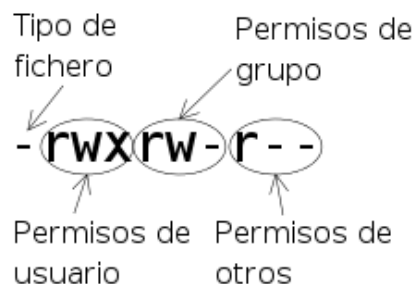 Tipo de
fichero
Permisos de
grupo
-rwxrw-r--
Permisos de
usuario
Permisos de
otros